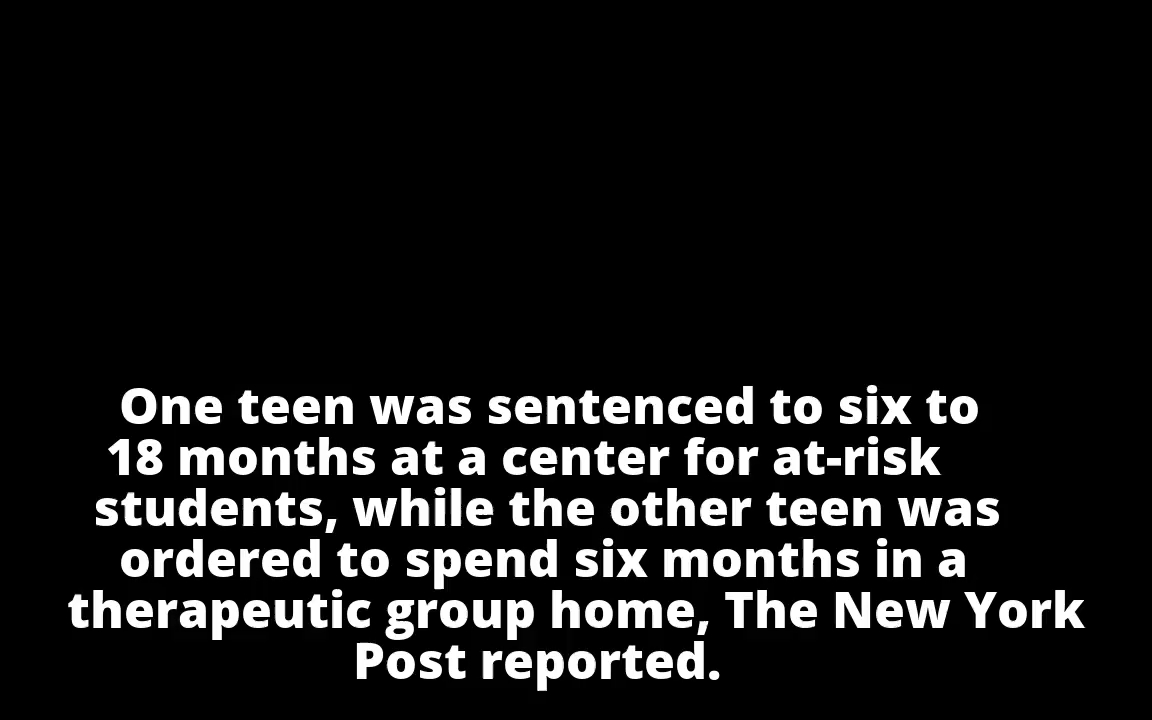 One teen was sentenced to six to
18 months at a center for at-risk
students, while the other teen was
ordered to spend six months in a
therapeutic group home, The New York
Post reported.